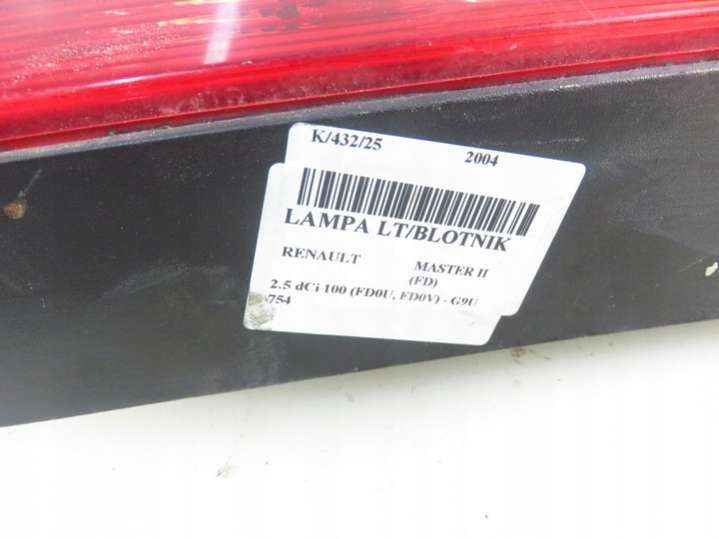 K/432/25 2004
LAMPA LT/BLOTNIK
RENAULT MASTER II
(FD)
2.5 dCi 100 (FD0U, FD0V) - G9U
754